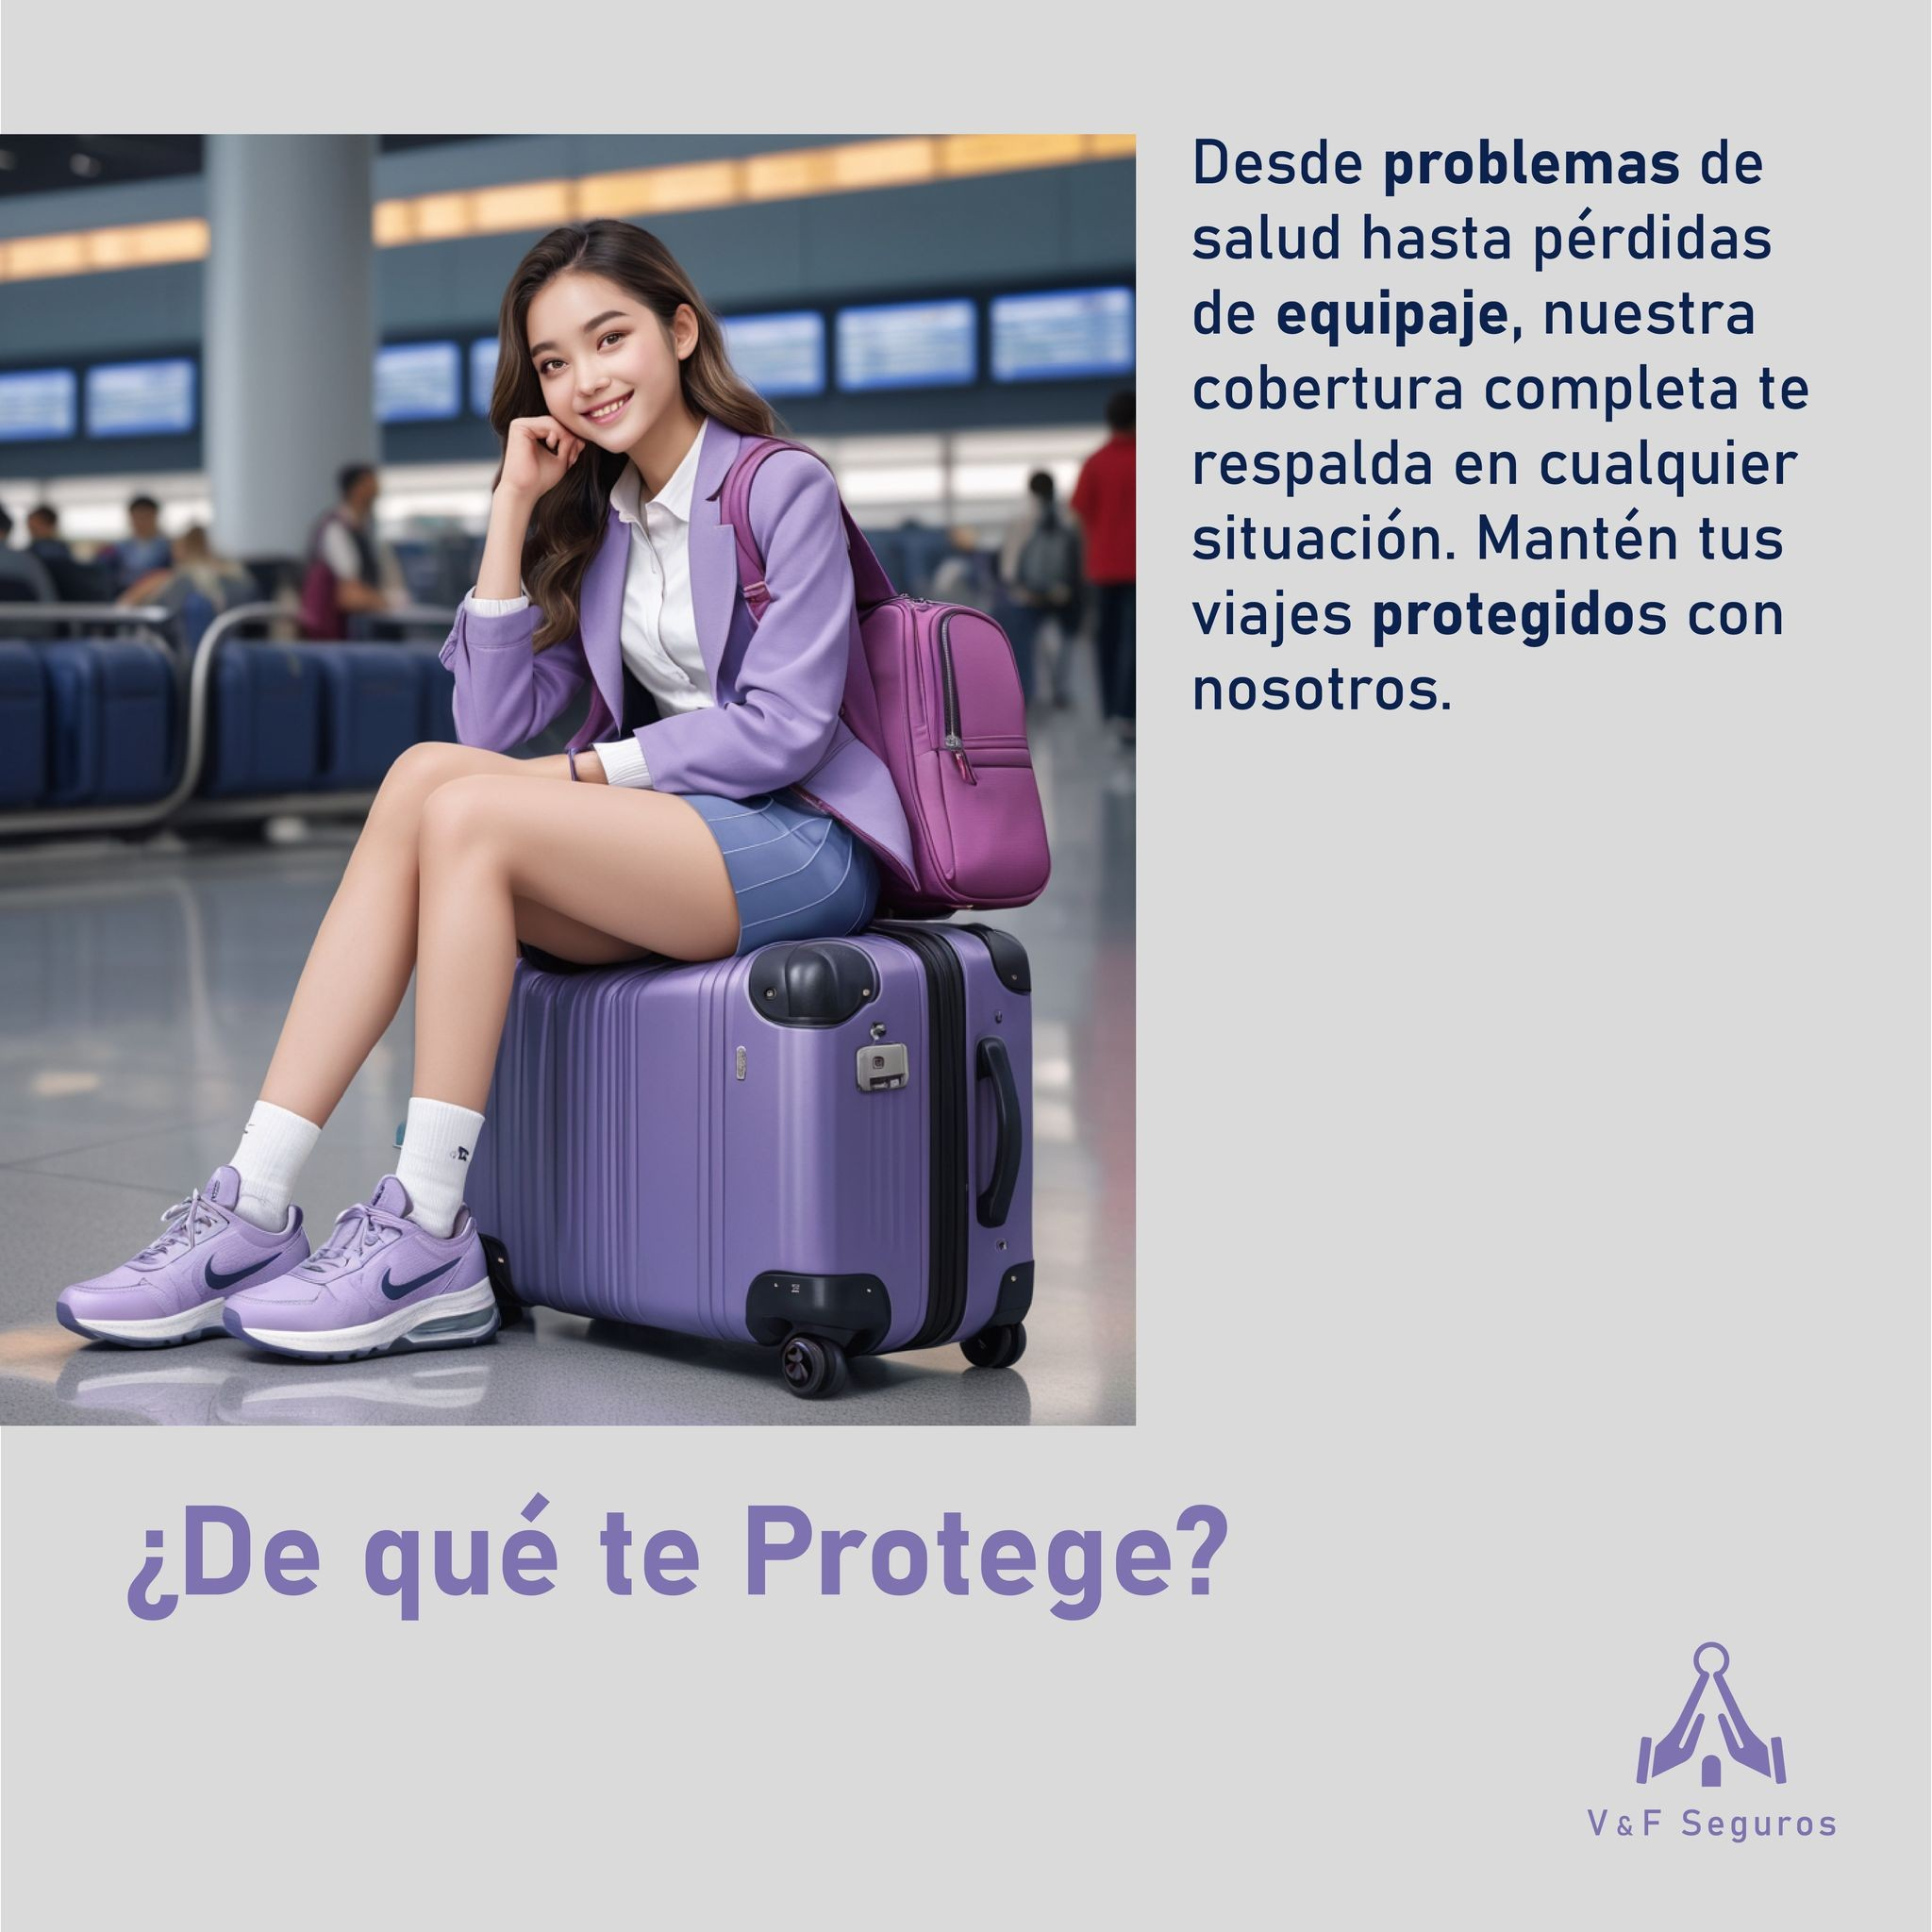 Desde problemas de
salud hasta pérdidas
de equipaje, nuestra
cobertura completa te
respalda en cualquier
situación. Mantén tus
viajes protegidos con
nosotros.
¿De qué te Protege?
V & F Seguros